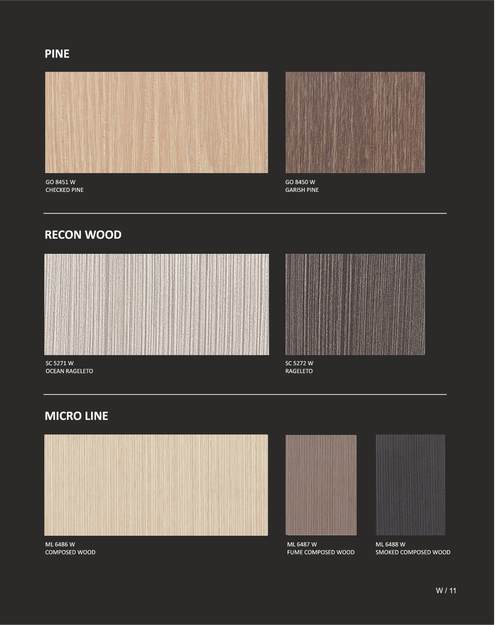 PINE
GO 8451 W
CHECKED PINE
GO 8450 W
GARISH PINE
RECON WOOD
SC 5271 W
OCEAN RAGELETO
SC 5272 W
RAGELETO
MICRO LINE
ML 6486 W
COMPOSED WOOD
ML 6487 W
FUME COMPOSED WOOD
ML 6488 W
SMOKED COMPOSED WOOD
W / 11